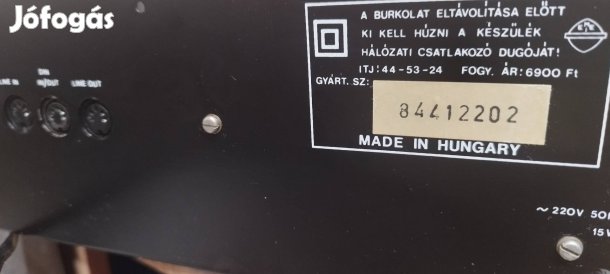 Jófogás
A BURKOLAT ELTÁVOLÍTÁSA ELŐTT
KI KELL HÚZNI A KÉSZÜLÉK
HÁLÓZATI CSATLAKOZÓ DUGÓJÁT!
ITJ: 44-53-24 FOGY. ÁR: 6900 Ft
GYÁRT. SZ:
84412202
MADE IN HUNGARY
LINE IN
DIN
IN/OUT
LINE OUT
~220V 50
15